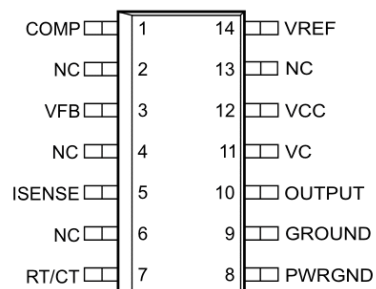 COMP 1 14 VREF
NC 2 13 NC
VFB 3 12 VCC
NC 4 11 VC
ISENSE 5 10 OUTPUT
NC 6 9 GROUND
RT/CT 7 8 PWRGND